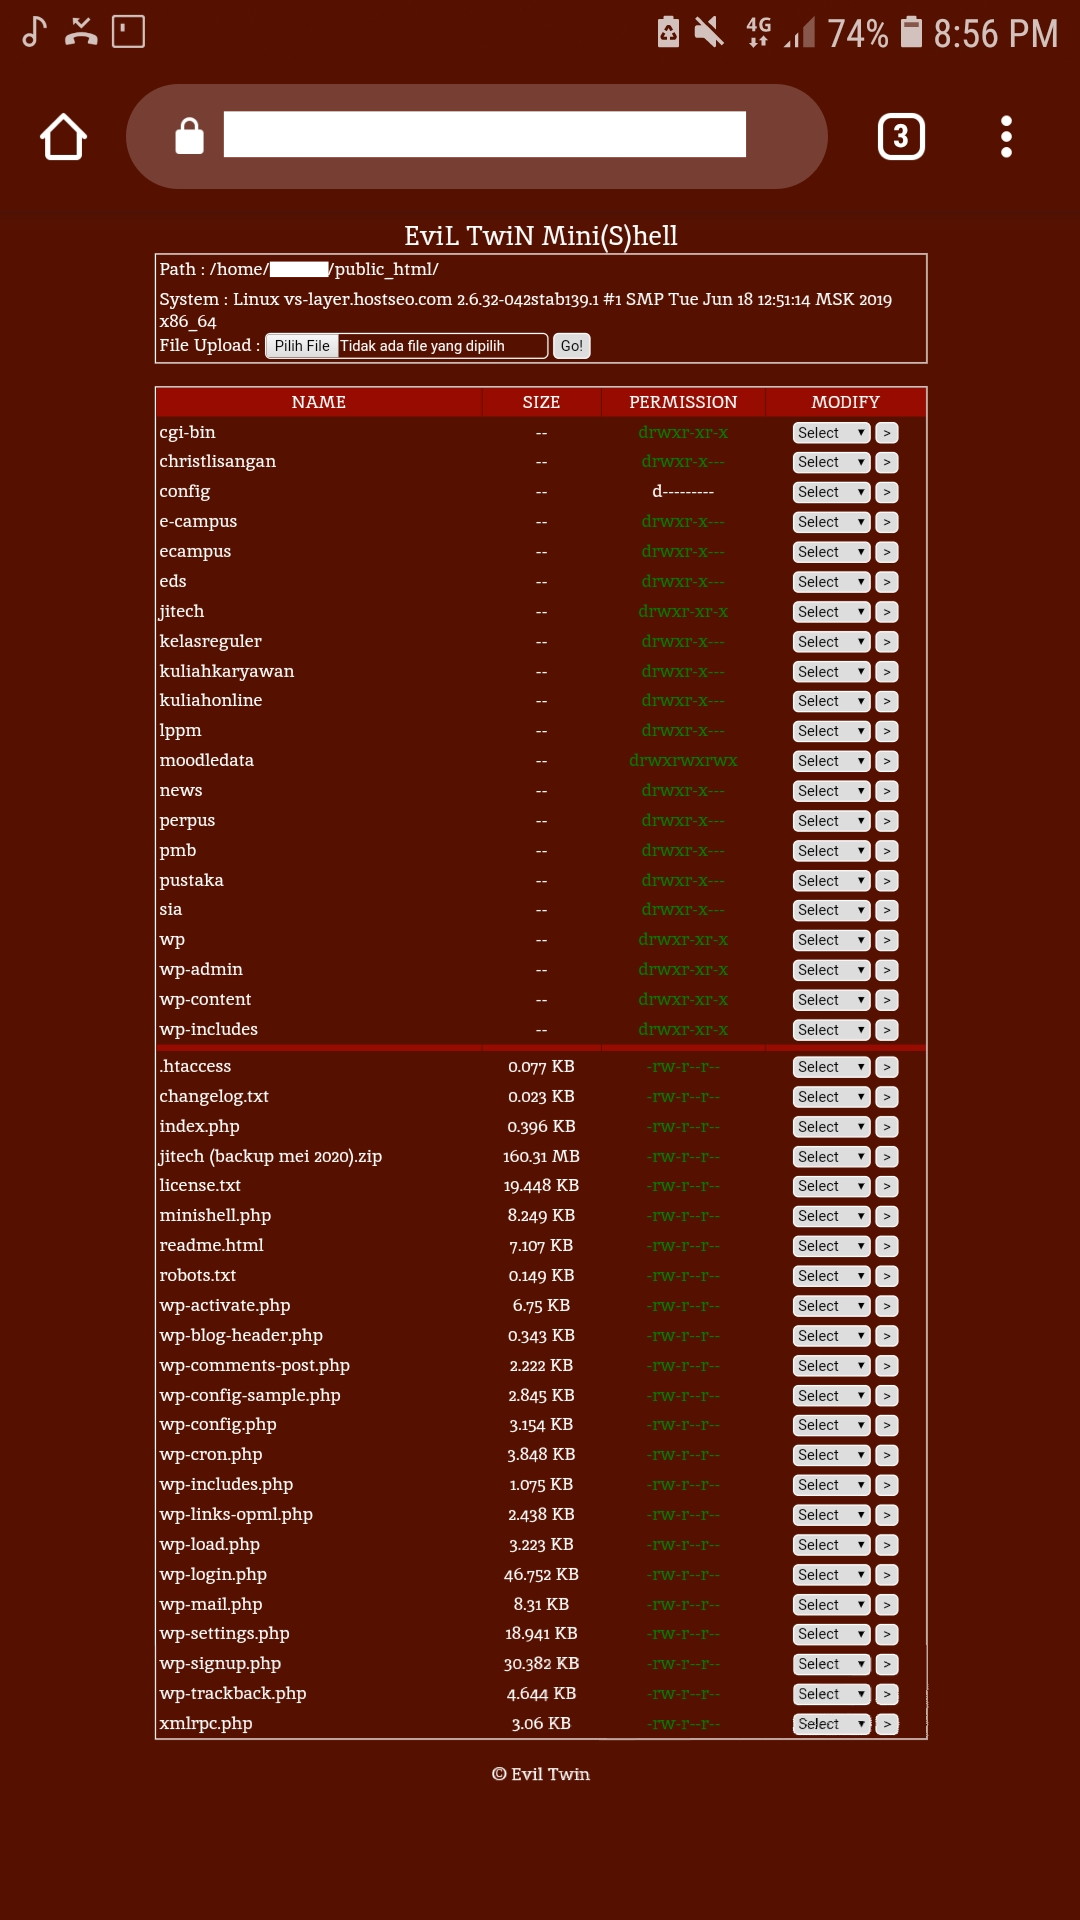 4G 74% 8:56 PM
3
EviL TwiN Mini(S)hell
Path : /home/ /public_html/
System : Linux vs-layer.hostseo.com 2.6.32-042stab139.1 #1 SMP Tue Jun 18 12:51:14 MSK 2019
x86_64
File Upload : Pilih File Tidak ada file yang dipilih Go!
NAME SIZE PERMISSION MODIFY
cgi-bin -- drwxr-xr-x Select >
christlisangan -- drwxr-x--- Select >
config -- d--------- Select >
e-campus -- drwxr-x--- Select >
ecampus -- drwxr-x--- Select >
eds -- drwxr-x--- Select >
jitech -- drwxr-xr-x Select >
kelasreguler -- drwxr-x--- Select >
kuliahkaryawan -- drwxr-x--- Select >
kuliahonline -- drwxr-x--- Select >
lppm -- drwxr-x--- Select >
moodledata -- drwxrwxrwx Select >
news -- drwxr-x--- Select >
perpus -- drwxr-x--- Select >
pmb -- drwxr-x--- Select >
pustaka -- drwxr-x--- Select >
sia -- drwxr-x--- Select >
wp -- drwxr-xr-x Select >
wp-admin -- drwxr-xr-x Select >
wp-content -- drwxr-xr-x Select >
wp-includes -- drwxr-xr-x Select >
.htaccess 0.077 KB -rw-r--r-- Select >
changelog.txt 0.023 KB -rw-r--r-- Select >
index.php 0.396 KB -rw-r--r-- Select >
jitech (backup mei 2020).zip 160.31 MB -rw-r--r-- Select >
license.txt 19.448 KB -rw-r--r-- Select >
minishell.php 8.249 KB -rw-r--r-- Select >
readme.html 7.107 KB -rw-r--r-- Select >
robots.txt 0.149 KB -rw-r--r-- Select >
wp-activate.php 6.75 KB -rw-r--r-- Select >
wp-blog-header.php 0.343 KB -rw-r--r-- Select >
wp-comments-post.php 2.222 KB -rw-r--r-- Select >
wp-config-sample.php 2.845 KB -rw-r--r-- Select >
wp-config.php 3.154 KB -rw-r--r-- Select >
wp-cron.php 3.848 KB -rw-r--r-- Select >
wp-includes.php 1.075 KB -rw-r--r-- Select >
wp-links-opml.php 2.438 KB -rw-r--r-- Select >
wp-load.php 3.223 KB -rw-r--r-- Select >
wp-login.php 46.752 KB -rw-r--r-- Select >
wp-mail.php 8.31 KB -rw-r--r-- Select >
wp-settings.php 18.941 KB -rw-r--r-- Select >
wp-signup.php 30.382 KB -rw-r--r-- Select >
wp-trackback.php 4.644 KB -rw-r--r-- Select >
xmlrpc.php 3.06 KB -rw-r--r-- Select >
© Evil Twin